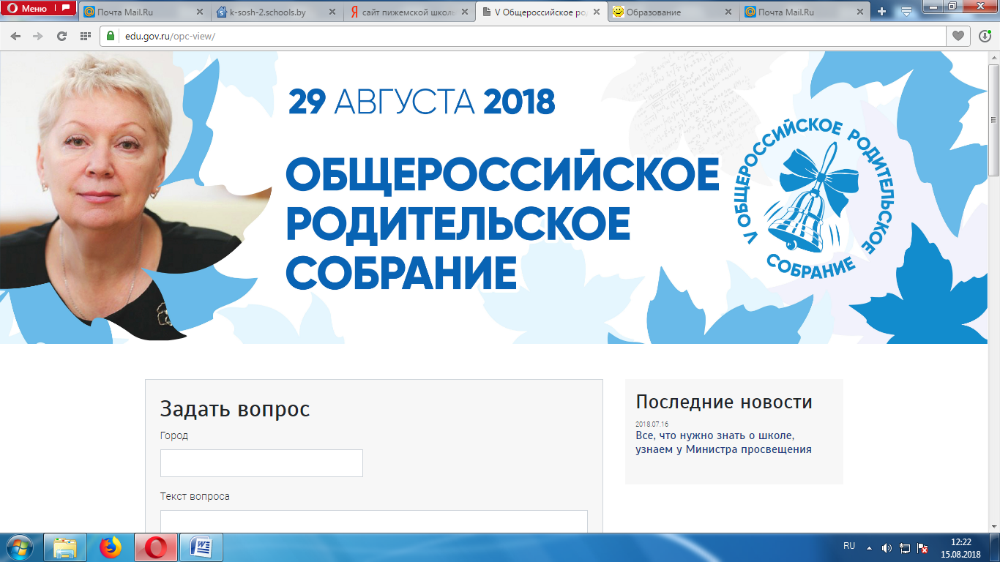 Меню
Почта Mail.Ru
k-sosh-2.schools.by
сайт пижемской школь
V Общероссийское ро
Образование
Почта Mail.Ru
edu.gov.ru/opc-view/
29 АВГУСТА 2018
ОБЩЕРОССИЙСКОЕ
РОДИТЕЛЬСКОЕ
СОБРАНИЕ
V ОБЩЕРОССИЙСКОЕ РОДИТЕЛЬСКОЕ
СОБРАНИЕ
Задать вопрос
Город
Текст вопроса
Последние новости
2018.07.16
Все, что нужно знать о школе,
узнаем у Министра просвещения
RU
12:22
15.08.2018